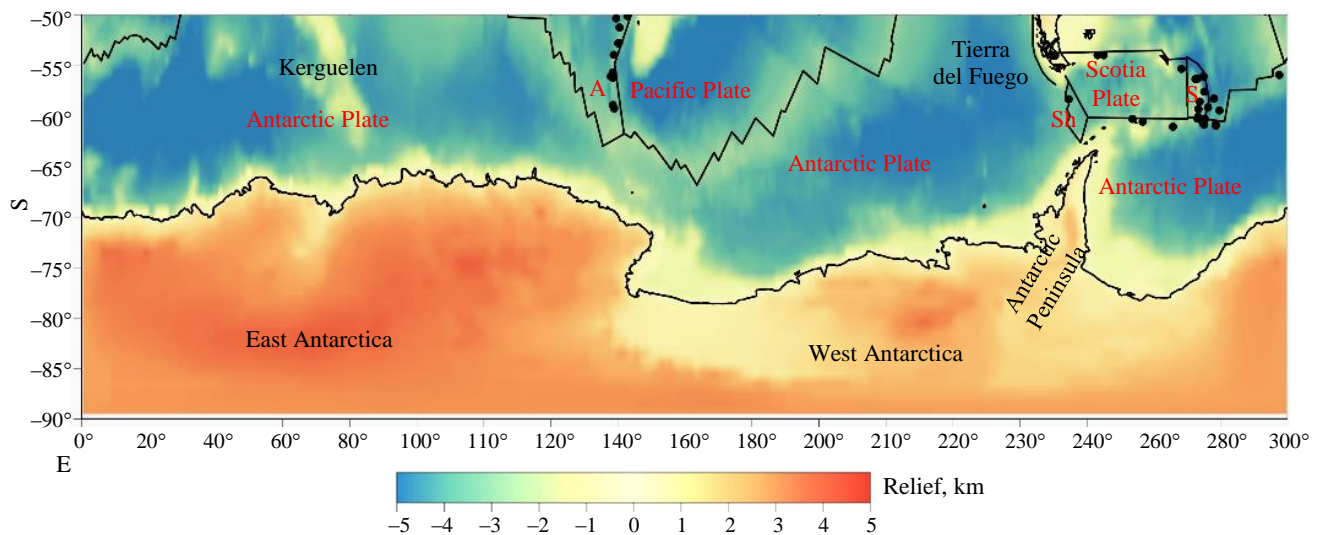 –50°
–55°
–60°
–65°
–70°
–75°
–80°
–85°
–90°
S
Kerguelen
Antarctic Plate
A
Pacific Plate
Antarctic Plate
Tierra
del Fuego
Scotia
Plate
S
Sh
Antarctic Plate
Antarctic
Peninsula
East Antarctica
West Antarctica
0° 20° 40° 60° 80° 100° 110° 120° 140° 160° 180° 200° 210° 220° 230° 240° 260° 280° 300°
E
Relief, km
–5 –4 –3 –2 –1 0 1 2 3 4 5